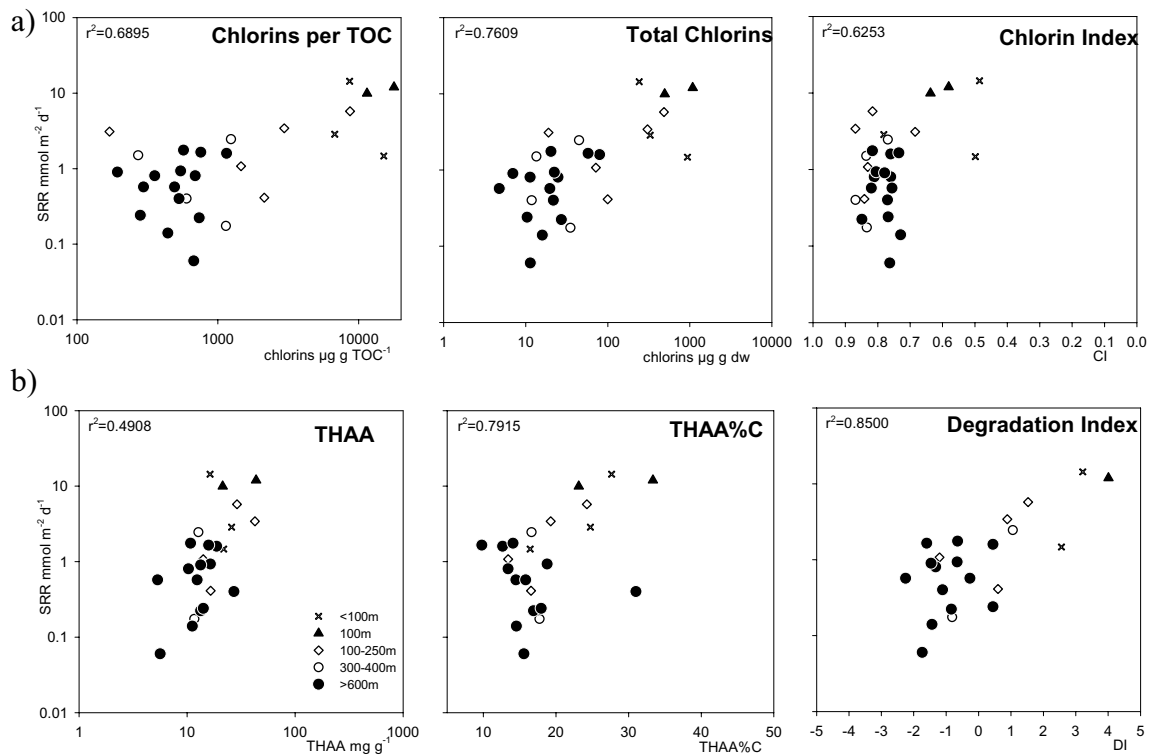 a)
r²=0.6895
Chlorins per TOC
SRR mmol m⁻² d⁻¹
100
10
1
0.1
0.01
100 1000 10000
chlorins µg g TOC⁻¹
r²=0.7609
Total Chlorins
1 10 100 1000 10000
chlorins µg g dw
r²=0.6253
Chlorin Index
1.0 0.9 0.8 0.7 0.6 0.5 0.4 0.3 0.2 0.1 0.0
CI
b)
r²=0.4908
THAA
SRR mmol m⁻² d⁻¹
100
10
1
0.1
0.01
<100m
100m
100-250m
300-400m
>600m
1 10 100 1000
THAA mg g⁻¹
r²=0.7915
THAA%C
10 20 30 40 50
THAA%C
r²=0.8500
Degradation Index
-5 -4 -3 -2 -1 0 1 2 3 4 5
DI